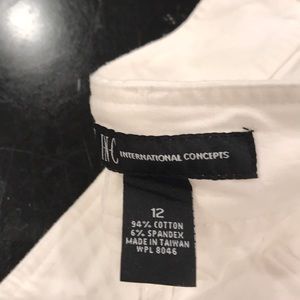 I·N·C INTERNATIONAL CONCEPTS
12
94% COTTON
6% SPANDEX
MADE IN TAIWAN
WPL 8046